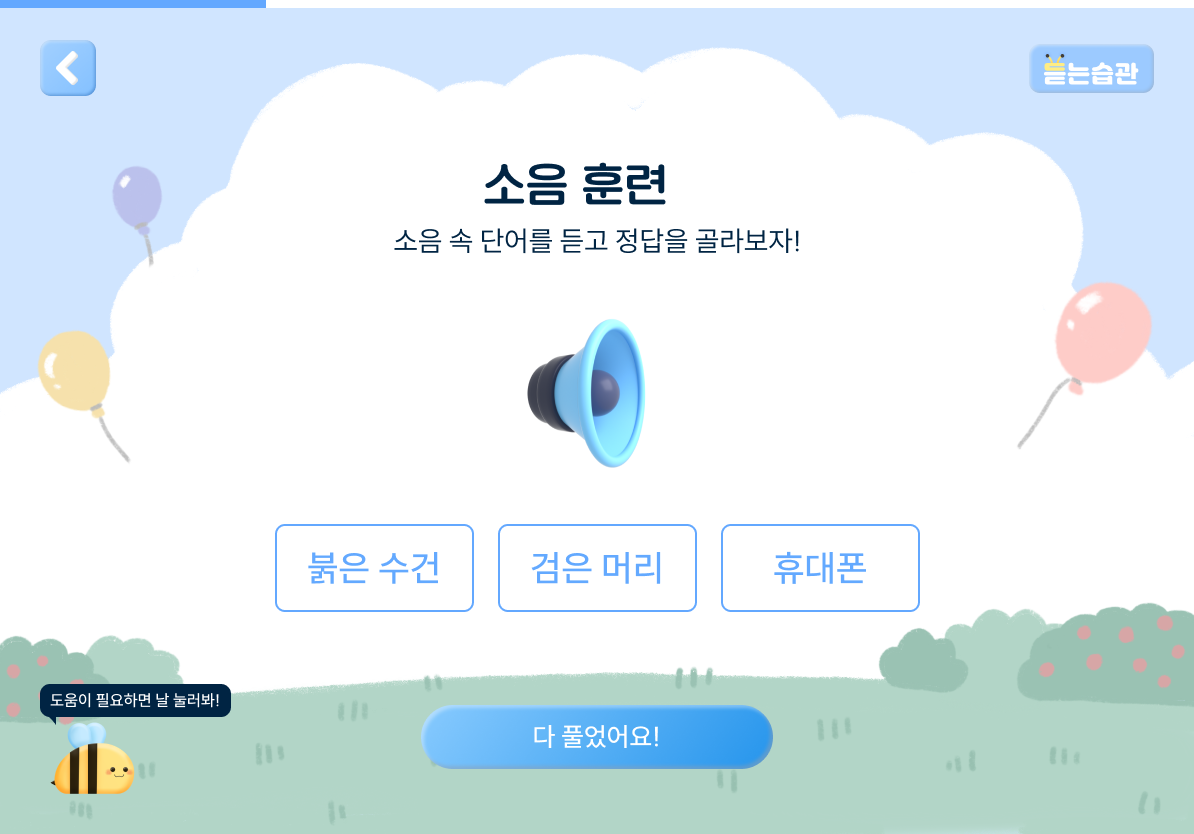 듣는습관
소음 훈련
소음 속 단어를 듣고 정답을 골라보자!
붉은 수건
검은 머리
휴대폰
도움이 필요하면 날 눌러봐!
다 풀었어요!